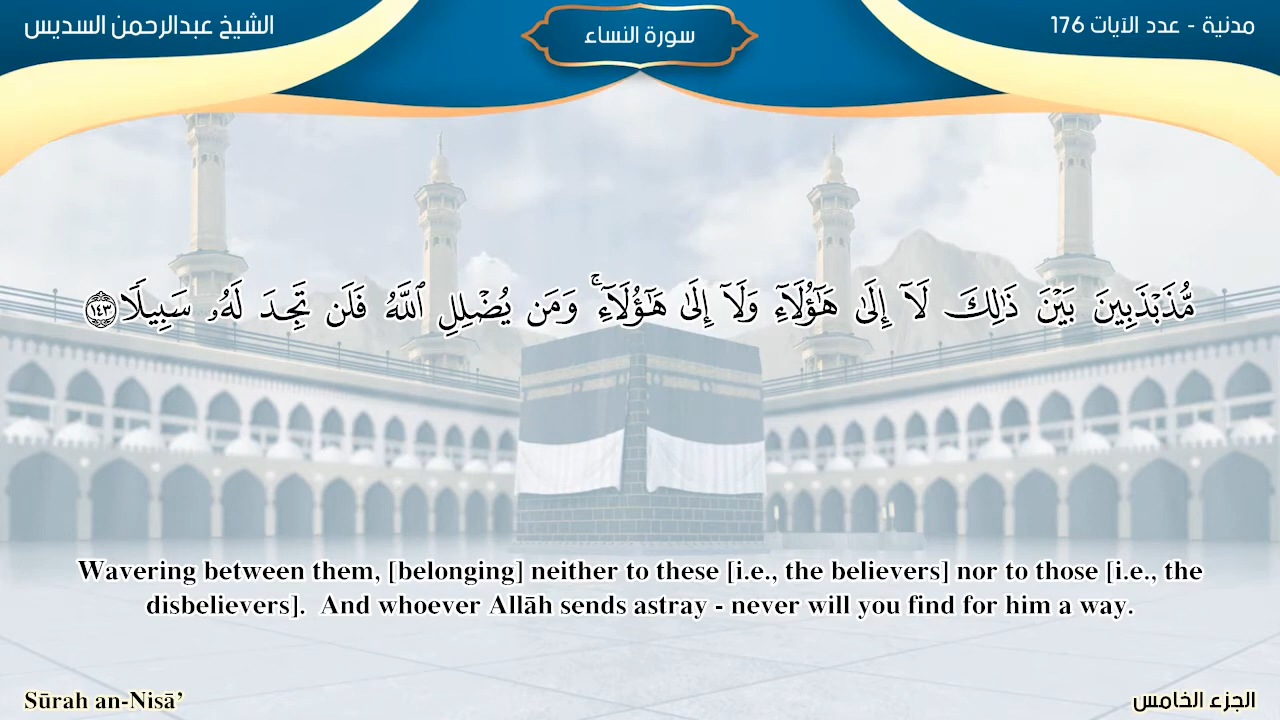 الشيخ عبدالرحمن السديس
سورة النساء
مدنية - عدد الآيات 176
مُّذَبْذَبِينَ بَيْنَ ذَٰلِكَ لَآ إِلَىٰ هَٰٓؤُلَآءِ وَلَآ إِلَىٰ هَٰٓؤُلَآءِ ۚ وَمَن يُضْلِلِ ٱللَّهُ فَلَن تَجِدَ لَهُۥ سَبِيلًا ١٤٣
Wavering between them, [belonging] neither to these [i.e., the believers] nor to those [i.e., the
disbelievers].  And whoever Allāh sends astray - never will you find for him a way.
Sūrah an-Nisā’
الجزء الخامس